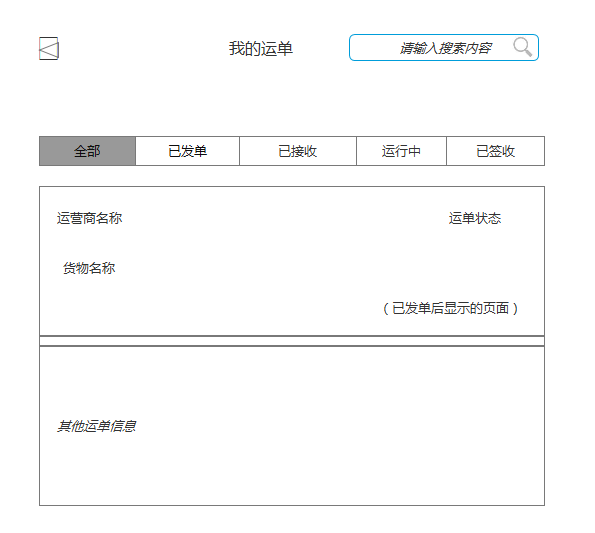 我的运单
请输入搜索内容
全部 已发单 已接收 运行中 已签收
运营商名称 运单状态
货物名称
（已发单后显示的页面）
其他运单信息